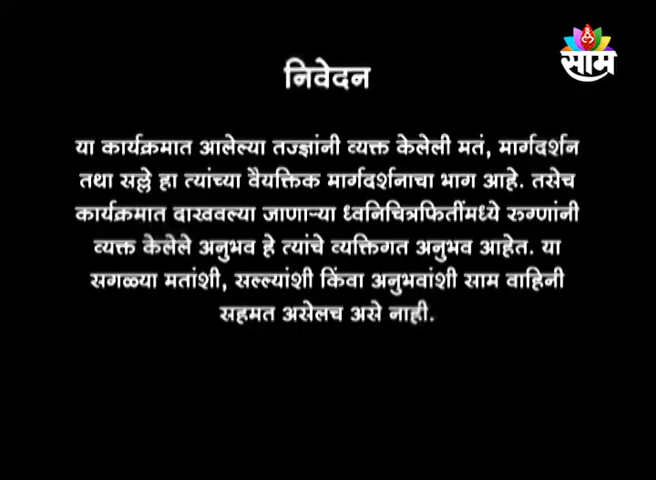 साम
निवेदन
या कार्यक्रमात आलेल्या तज्ज्ञांनी व्यक्त केलेली मतं, मार्गदर्शन
तथा सल्ले हा त्यांच्या वैयक्तिक मार्गदर्शनाचा भाग आहे. तसेच
कार्यक्रमात दाखवल्या जाणाऱ्या ध्वनिचित्रफितींमध्ये रुग्णांनी
व्यक्त केलेले अनुभव हे त्यांचे व्यक्तिगत अनुभव आहेत. या
सगळ्या मतांशी, सल्ल्यांशी किंवा अनुभवांशी साम वाहिनी
सहमत असेलच असे नाही.